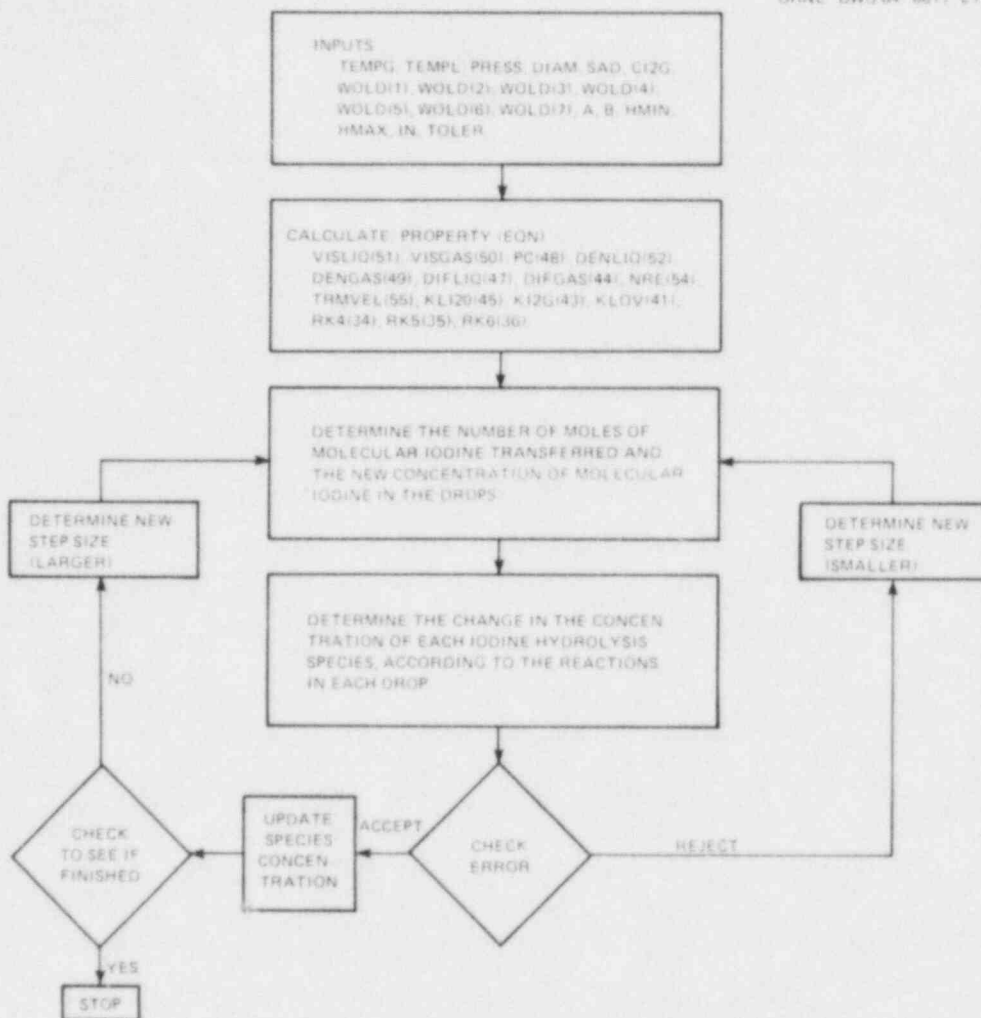 INPUTS
TEMPG, TEMPL, PRESS, DIAM, SAD, CI2G,
WOLD(1), WOLD(2), WOLD(3), WOLD(4),
WOLD(5), WOLD(6), WOLD(7), A, B, HMIN,
HMAX, IN, TOLER
CALCULATE PROPERTY (EQN)
VISLIQ(51), VISGAS(50), PC(48), DENLIQ(52),
DENGAS(49), DIFLIQ(47), DIFGAS(44), NRE(54),
TRMVEL(55), KLI20(45), KI2G(43), KLOV(41),
RK4(34), RK5(35), RK6(36)
DETERMINE THE NUMBER OF MOLES OF
MOLECULAR IODINE TRANSFERRED AND
THE NEW CONCENTRATION OF MOLECULAR
IODINE IN THE DROPS
DETERMINE NEW
STEP SIZE
(LARGER)
DETERMINE NEW
STEP SIZE
(SMALLER)
DETERMINE THE CHANGE IN THE CONCEN
TRATION OF EACH IODINE HYDROLYSIS
SPECIES, ACCORDING TO THE REACTIONS
IN EACH DROP
NO
CHECK
TO SEE IF
FINISHED
UPDATE
SPECIES
CONCEN-
TRATION
ACCEPT
CHECK
ERROR
REJECT
YES
STOP